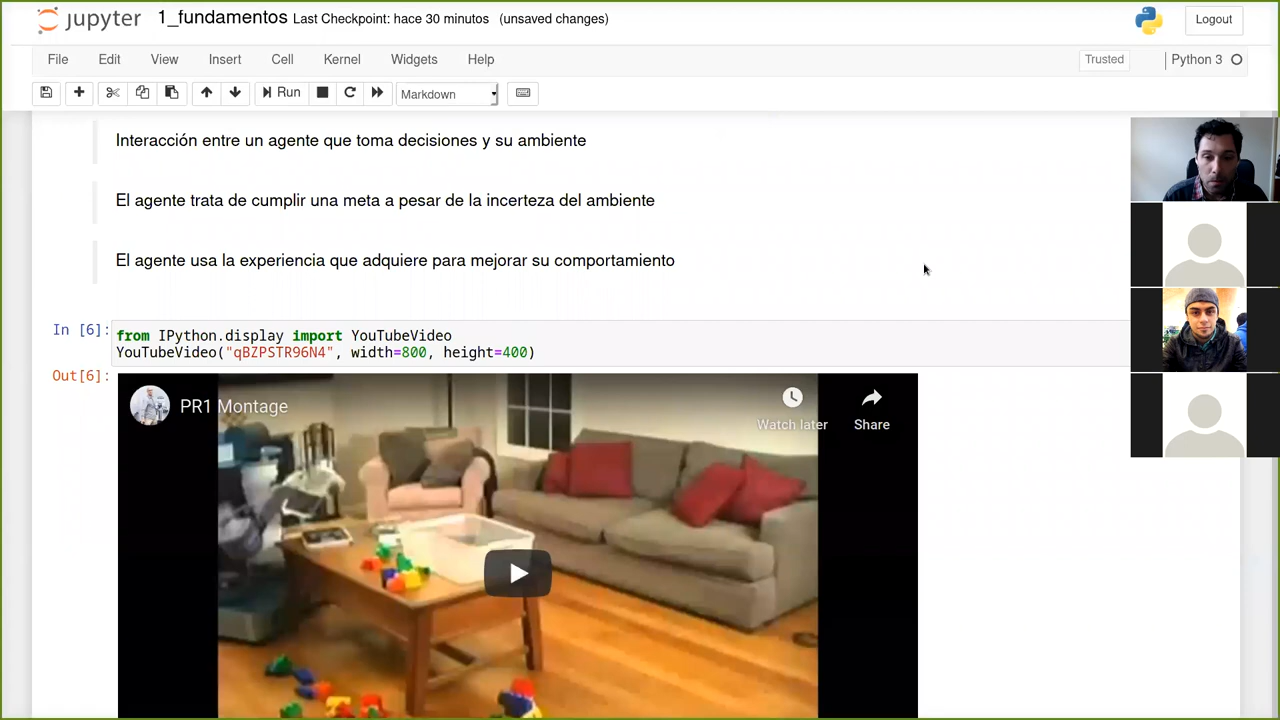 jupyter 1_fundamentos Last Checkpoint: hace 30 minutos (unsaved changes) Logout
File Edit View Insert Cell Kernel Widgets Help Trusted Python 3
Run Markdown
Interacción entre un agente que toma decisiones y su ambiente
El agente trata de cumplir una meta a pesar de la incerteza del ambiente
El agente usa la experiencia que adquiere para mejorar su comportamiento
In [6]: from IPython.display import YouTubeVideo
YouTubeVideo("qBZPSTR96N4", width=800, height=400)
Out[6]:
PR1 Montage
Watch later Share